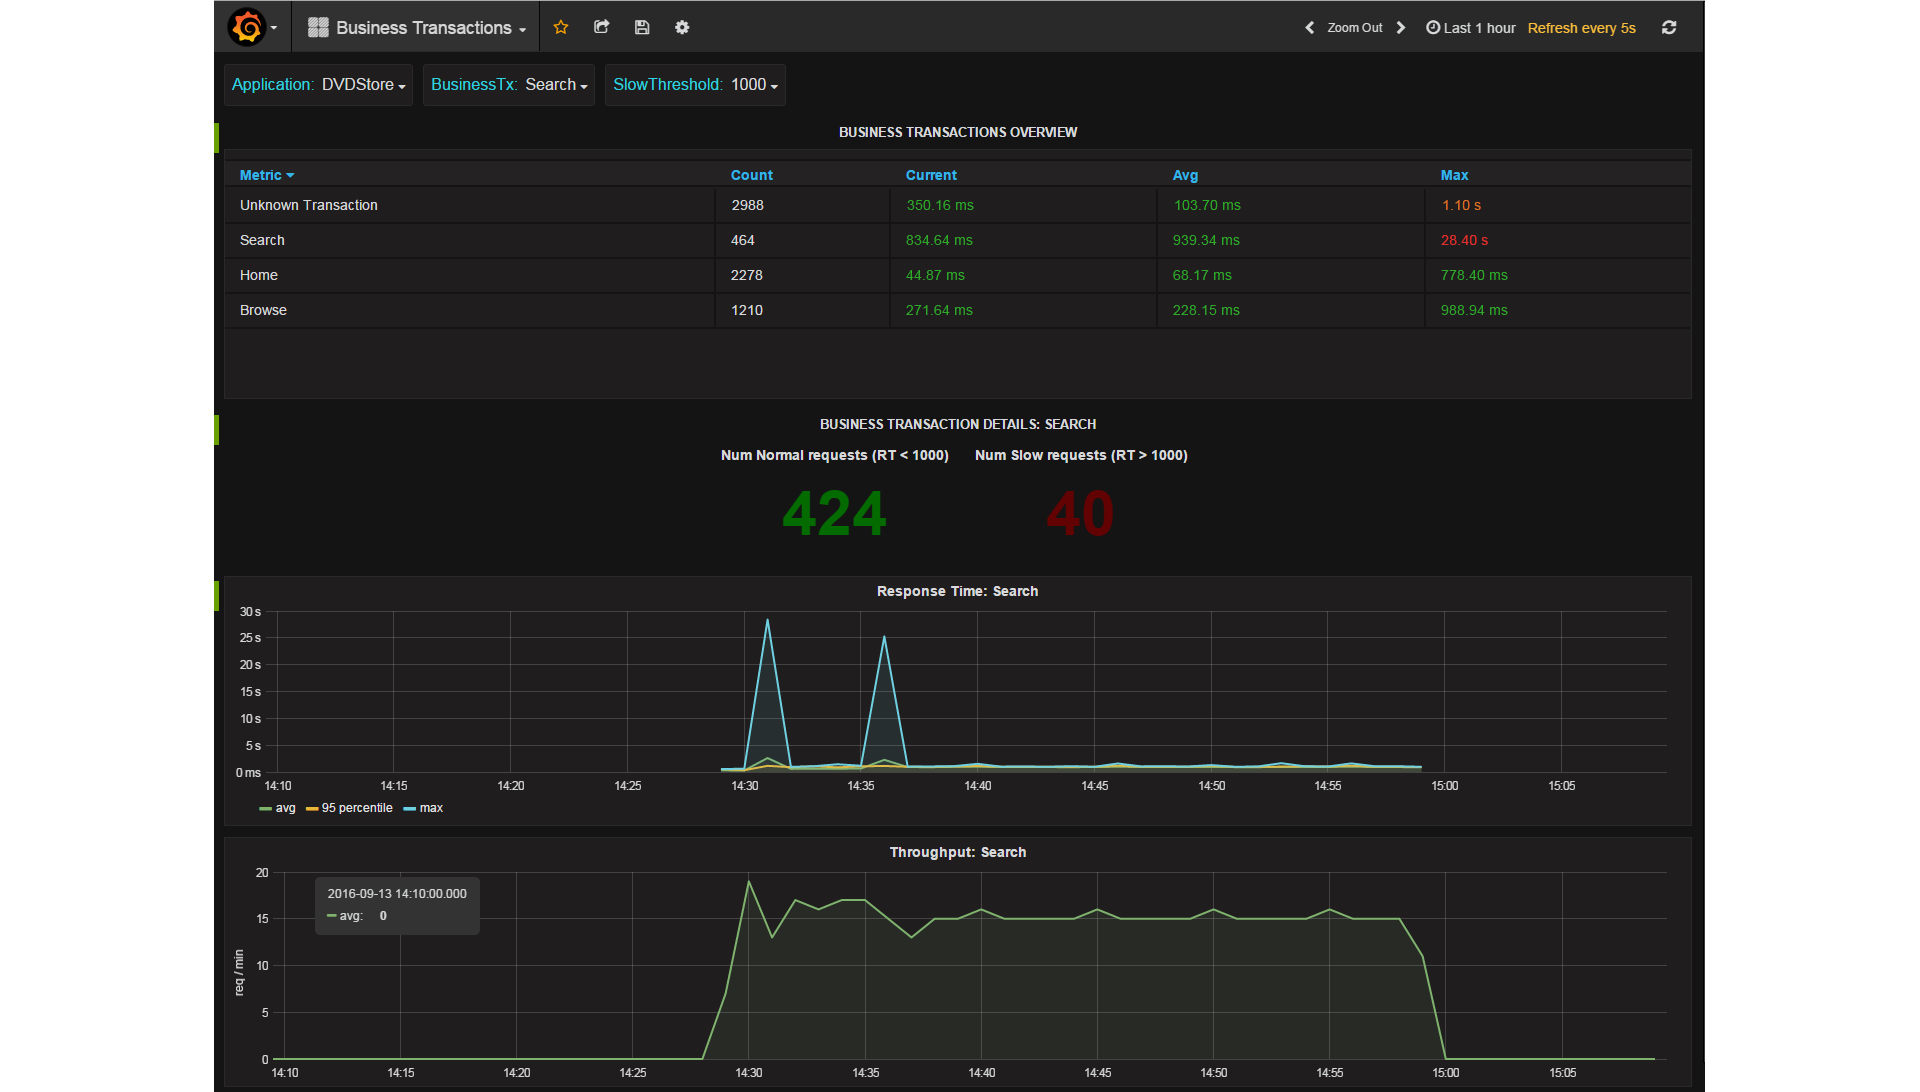 Business Transactions
Zoom Out
Last 1 hour
Refresh every 5s
Application: DVDStore
BusinessTx: Search
SlowThreshold: 1000
BUSINESS TRANSACTIONS OVERVIEW
Metric Count Current Avg Max
Unknown Transaction 2988 350.16 ms 103.70 ms 1.10 s
Search 464 834.64 ms 939.34 ms 28.40 s
Home 2278 44.87 ms 68.17 ms 778.40 ms
Browse 1210 271.64 ms 228.15 ms 988.94 ms
BUSINESS TRANSACTION DETAILS: SEARCH
Num Normal requests (RT < 1000) Num Slow requests (RT > 1000)
424 40
Response Time: Search
30 s
25 s
20 s
15 s
10 s
5 s
0 ms
14:10 14:15 14:20 14:25 14:30 14:35 14:40 14:45 14:50 14:55 15:00 15:05
avg 95 percentile max
Throughput: Search
20
2016-09-13 14:10:00.000
avg: 0
15
10
req / min
5
0
14:10 14:15 14:20 14:25 14:30 14:35 14:40 14:45 14:50 14:55 15:00 15:05